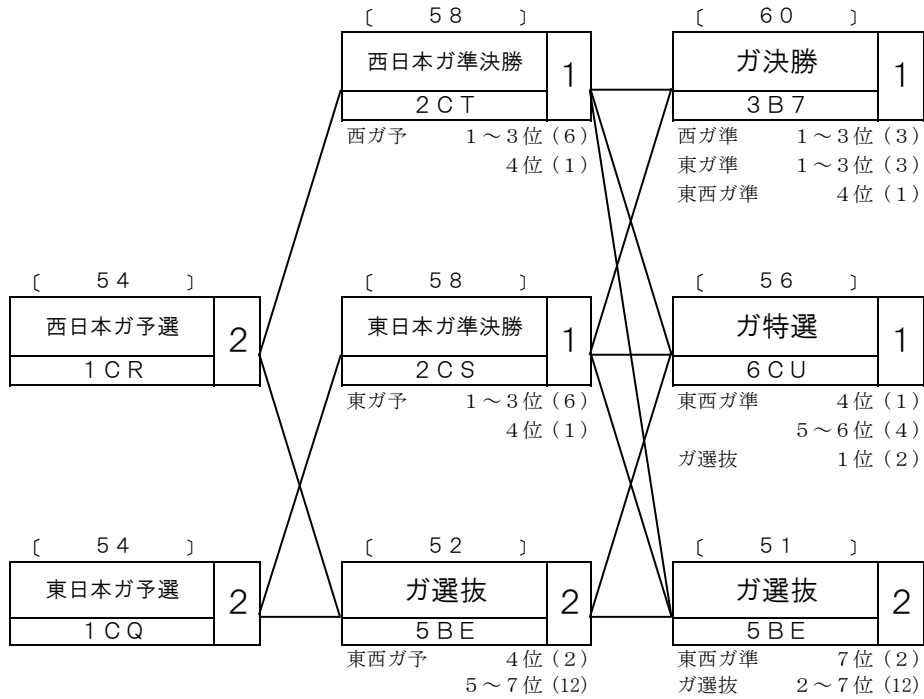 〔 58 〕
西日本ガ準決勝 1
2CT
西ガ予 1～3位(6)
4位(1)
〔 60 〕
ガ決勝 1
3B7
西ガ準 1～3位(3)
東ガ準 1～3位(3)
東西ガ準 4位(1)
〔 54 〕
西日本ガ予選 2
1CR
〔 58 〕
東日本ガ準決勝 1
2CS
東ガ予 1～3位(6)
4位(1)
〔 56 〕
ガ特選 1
6CU
東西ガ準 4位(1)
5～6位(4)
ガ選抜 1位(2)
〔 54 〕
東日本ガ予選 2
1CQ
〔 52 〕
ガ選抜 2
5BE
東西ガ予 4位(2)
5～7位(12)
〔 51 〕
ガ選抜 2
5BE
東西ガ準 7位(2)
ガ選抜 2～7位(12)